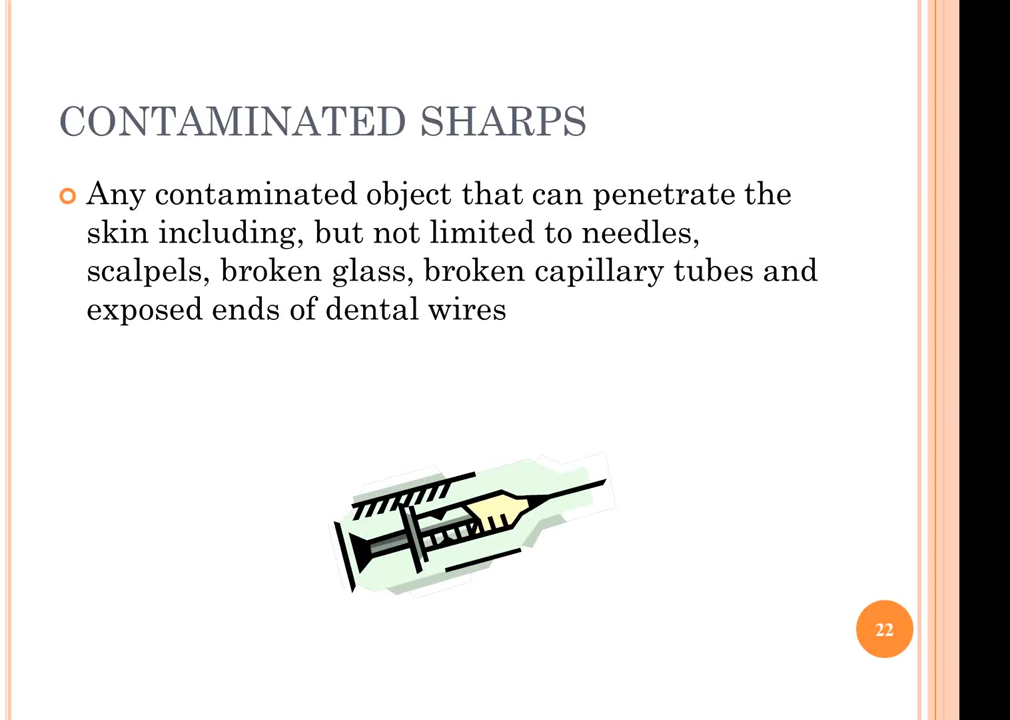 CONTAMINATED SHARPS
Any contaminated object that can penetrate the
skin including, but not limited to needles,
scalpels, broken glass, broken capillary tubes and
exposed ends of dental wires
22